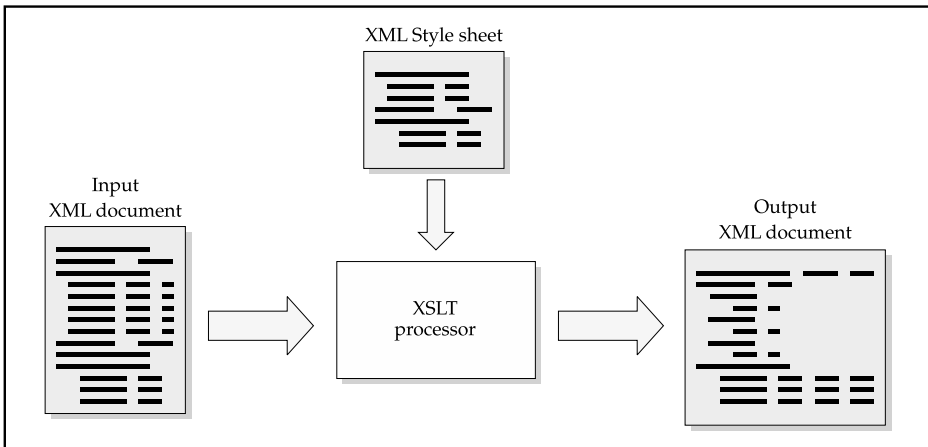 XML Style sheet
Input
XML document
XSLT
processor
Output
XML document